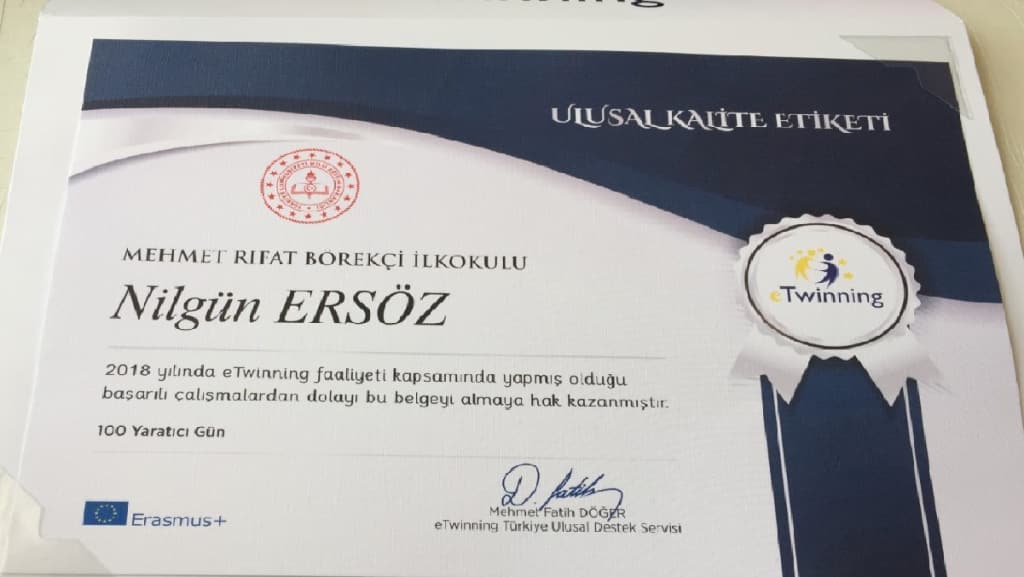 ULUSAL KALİTE ETİKETİ
MEHMET RIFAT BÖREKÇİ İLKOKULU
Nilgün ERSÖZ
eTwinning
2018 yılında eTwinning faaliyeti kapsamında yapmış olduğu
başarılı çalışmalardan dolayı bu belgeyi almaya hak kazanmıştır.
100 Yaratıcı Gün
D. Fatih
Mehmet Fatih DÖĞER
eTwinning Türkiye Ulusal Destek Servisi
Erasmus+